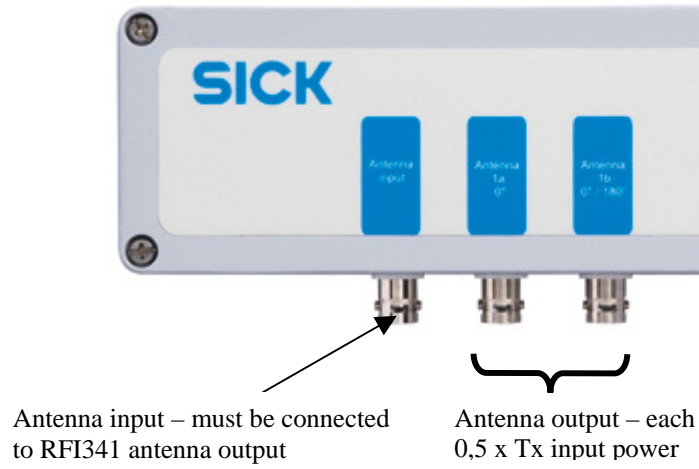 SICK
Antenna
input
Antenna
1a
0°
Antenna
1b
0° / 180°
Antenna input – must be connected
to RFI341 antenna output
Antenna output – each
0,5 x Tx input power